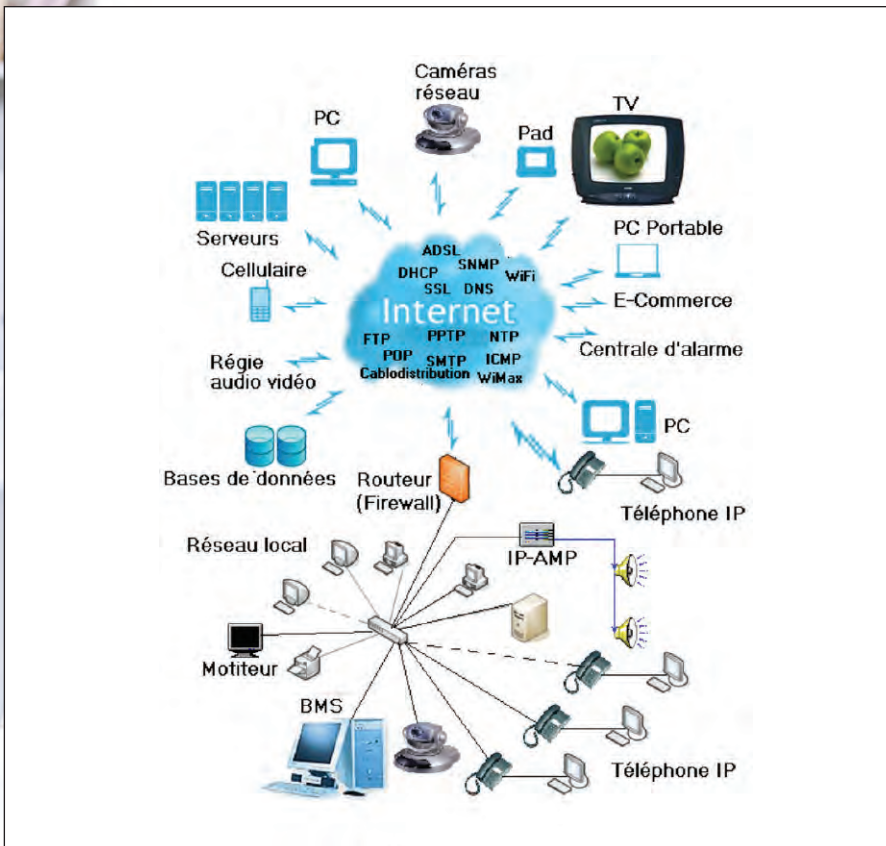 Caméras
réseau
PC
Pad
TV
Serveurs
PC Portable
Cellulaire
E-Commerce
Régie
audio vidéo
Centrale d'alarme
ADSL
SNMP
DHCP
WiFi
SSL DNS
Internet
FTP PPTP NTP
POP SMTP ICMP
Cablodistribution WiMax
PC
Bases de données
Routeur
(Firewall)
Téléphone IP
Réseau local
IP-AMP
Motiteur
BMS
Téléphone IP